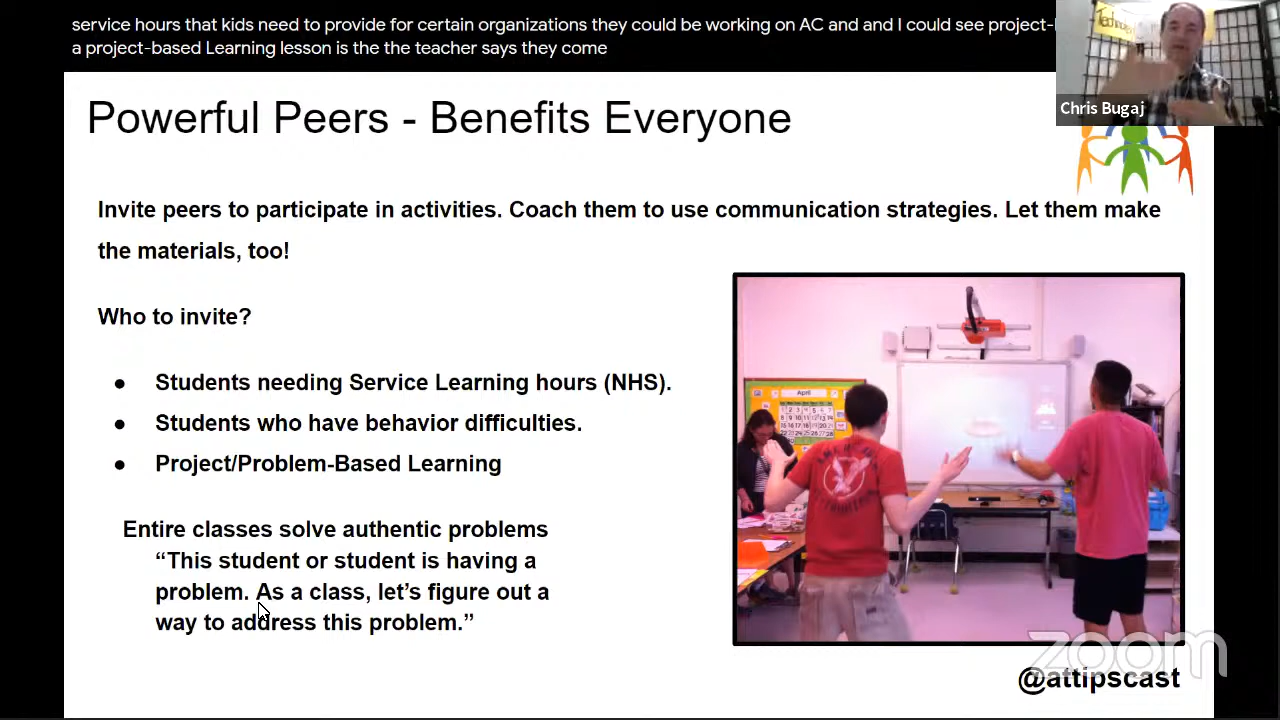 service hours that kids need to provide for certain organizations they could be working on AC and and I could see project-
a project-based Learning lesson is the the teacher says they come
Chris Bugaj
Powerful Peers - Benefits Everyone
Invite peers to participate in activities. Coach them to use communication strategies. Let them make
the materials, too!
Who to invite?
● Students needing Service Learning hours (NHS).
● Students who have behavior difficulties.
● Project/Problem-Based Learning
Entire classes solve authentic problems
“This student or student is having a
problem. As a class, let’s figure out a
way to address this problem.”
April
zoom
@attipscast